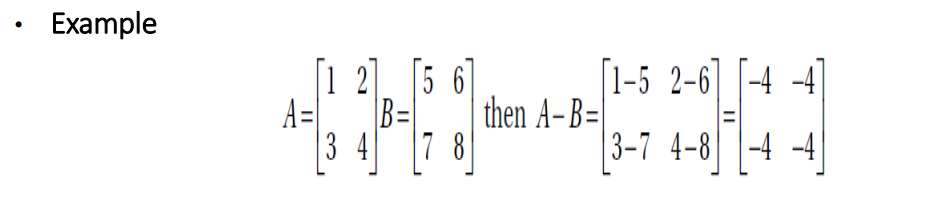 • Example
A=[1 2 B=[5 6 then A–B=[1–5 2–6]=[–4 –4]
3 4] 7 8] 3–7 4–8 –4 –4